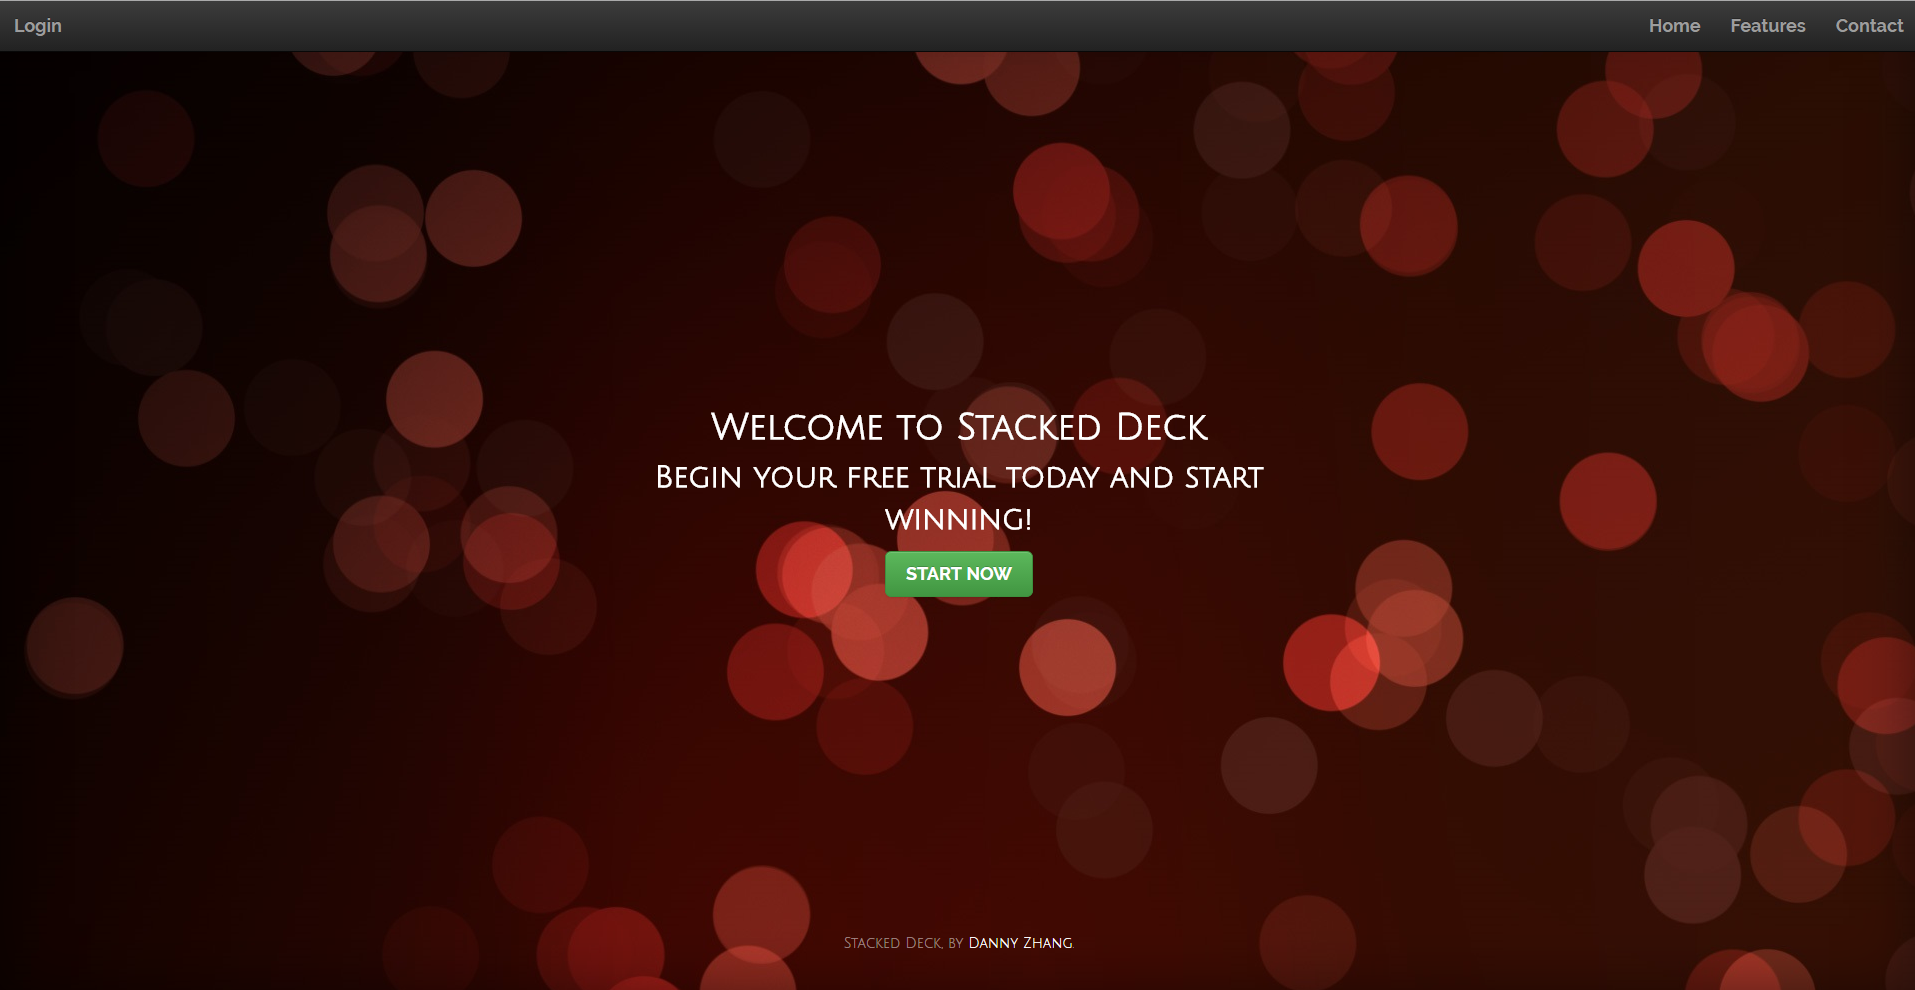 Login
Home Features Contact
Welcome to Stacked Deck
Begin your free trial today and start
winning!
START NOW
Stacked Deck, by Danny Zhang.